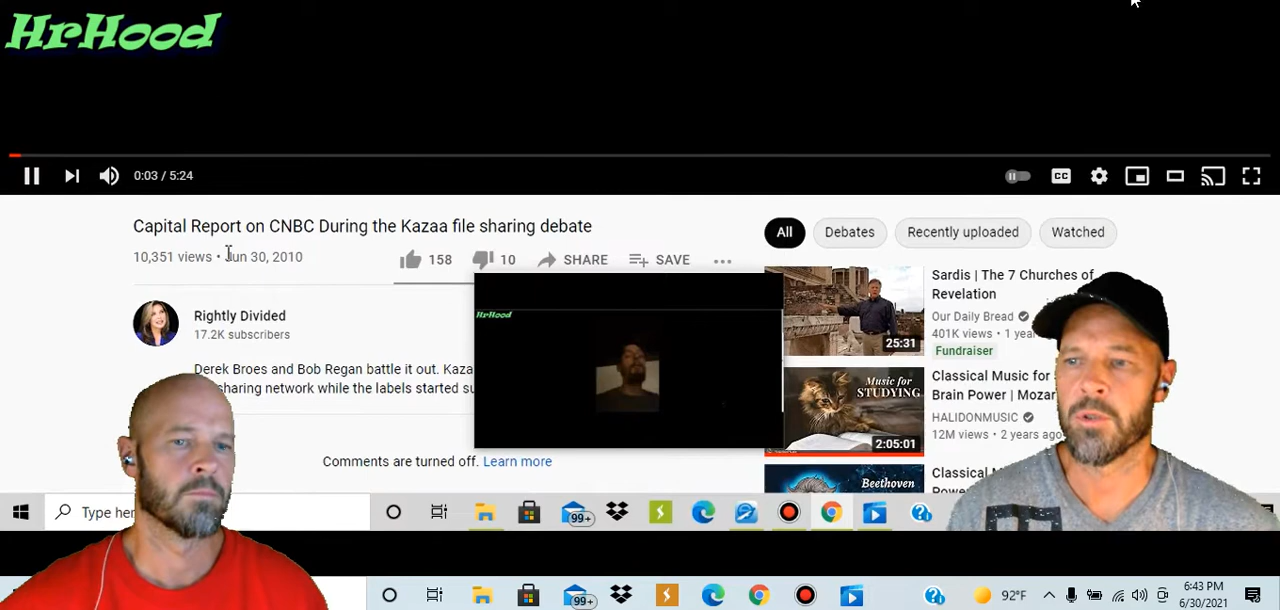 HrHood
0:03 / 5:24
CC
Capital Report on CNBC During the Kazaa file sharing debate
10,351 views • Jun 30, 2010
158
10
SHARE
SAVE
Rightly Divided
17.2K subscribers
Derek Broes and Bob Regan battle it out. Kaza
sharing network while the labels started su
HrHood
Comments are turned off. Learn more
All
Debates
Recently uploaded
Watched
25:31
Sardis | The 7 Churches of
Revelation
Our Daily Bread
401K views • 1 year
Fundraiser
Music for
STUDYING
2:05:01
Classical Music for
Brain Power | Mozar
HALIDONMUSIC
12M views • 2 years ago
BEETHOVEN
Classical M
Type her
99+
99+
92°F
6:43 PM
6/30/2021